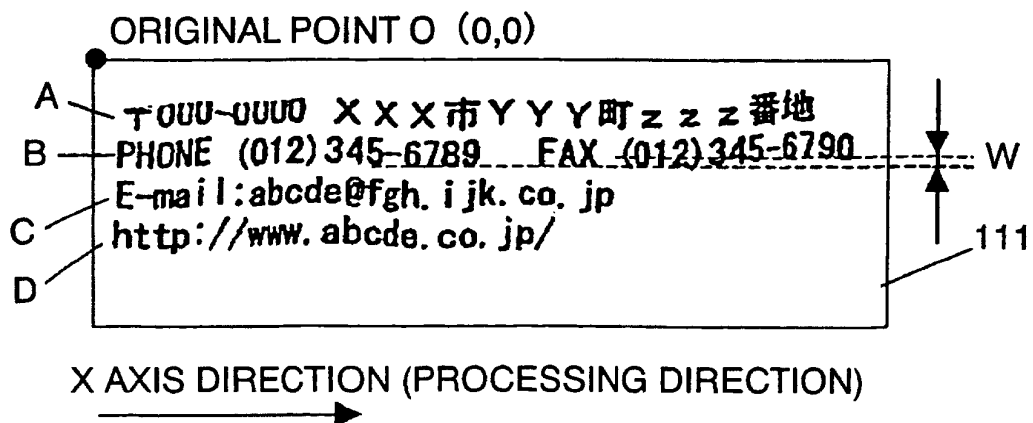 ORIGINAL POINT O (0,0)
A
〒000-0000 XXX市YYY町zzz番地
B
PHONE (012)345-6789 FAX (012)345-6790
W
E-mail:abcde@fgh.ijk.co.jp
C
http://www.abcde.co.jp/
111
D
X AXIS DIRECTION (PROCESSING DIRECTION)